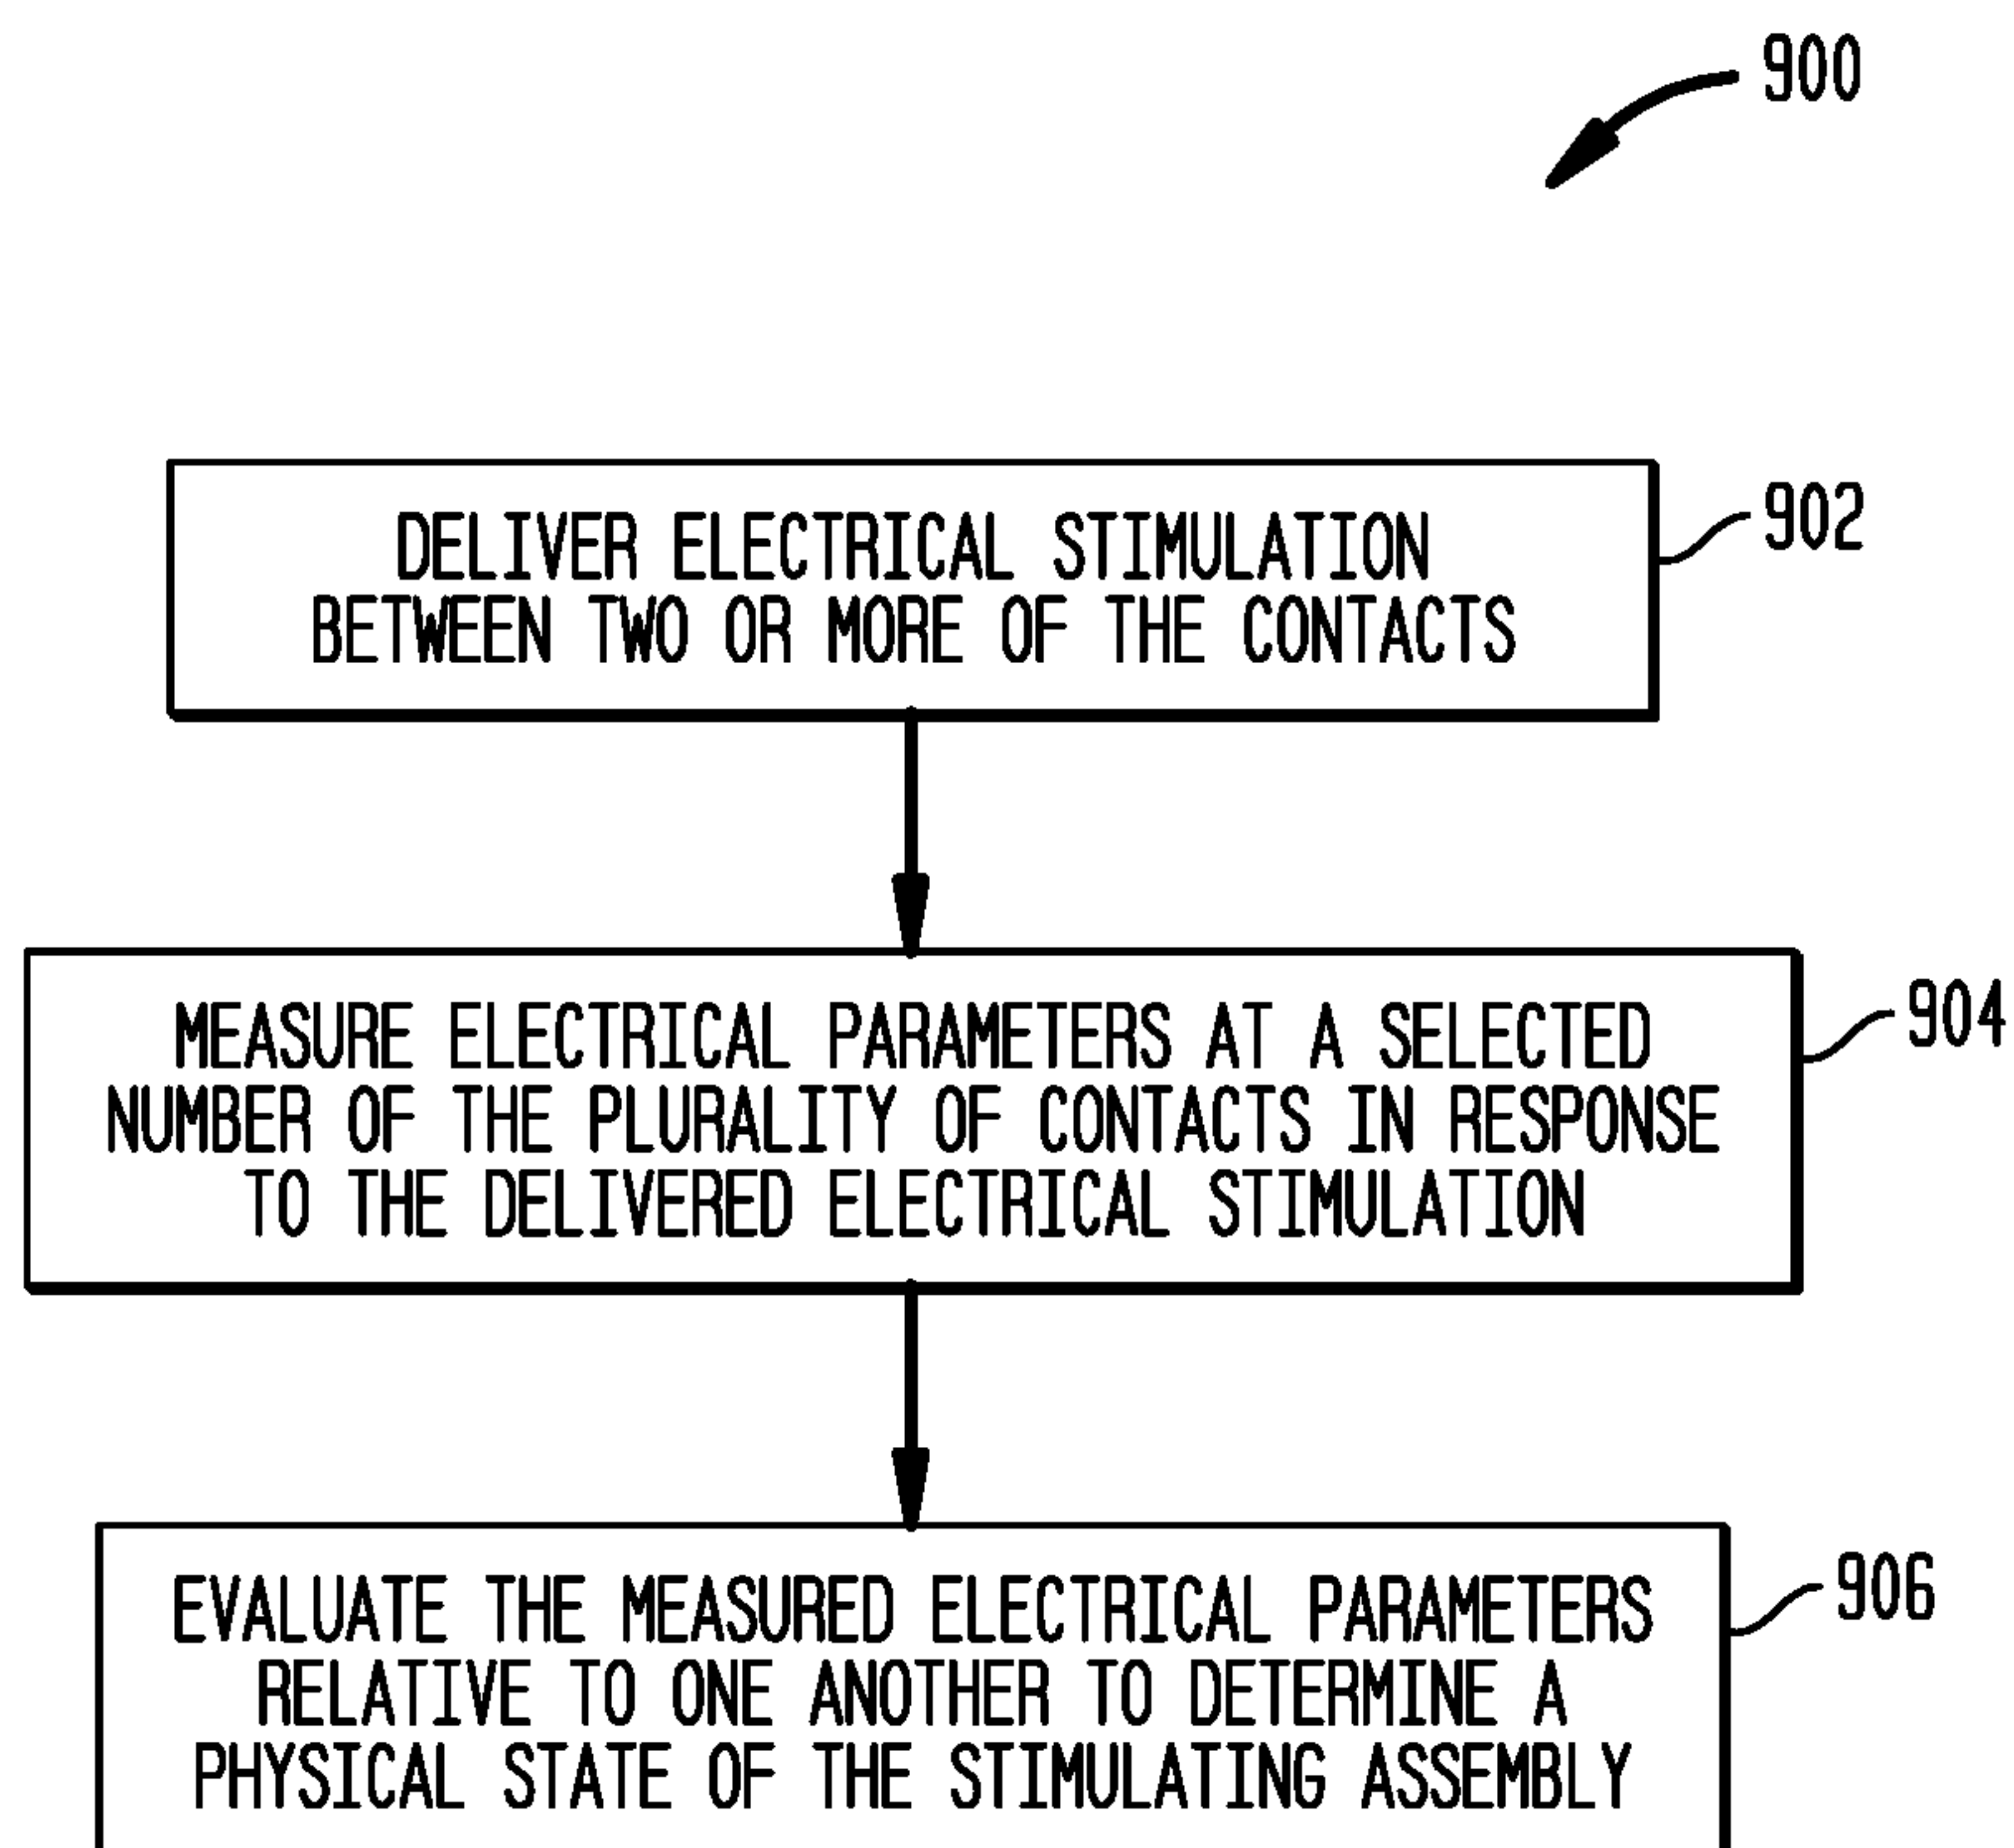 900
DELIVER ELECTRICAL STIMULATION
BETWEEN TWO OR MORE OF THE CONTACTS
902
MEASURE ELECTRICAL PARAMETERS AT A SELECTED
NUMBER OF THE PLURALITY OF CONTACTS IN RESPONSE
TO THE DELIVERED ELECTRICAL STIMULATION
904
EVALUATE THE MEASURED ELECTRICAL PARAMETERS
RELATIVE TO ONE ANOTHER TO DETERMINE A
PHYSICAL STATE OF THE STIMULATING ASSEMBLY
906